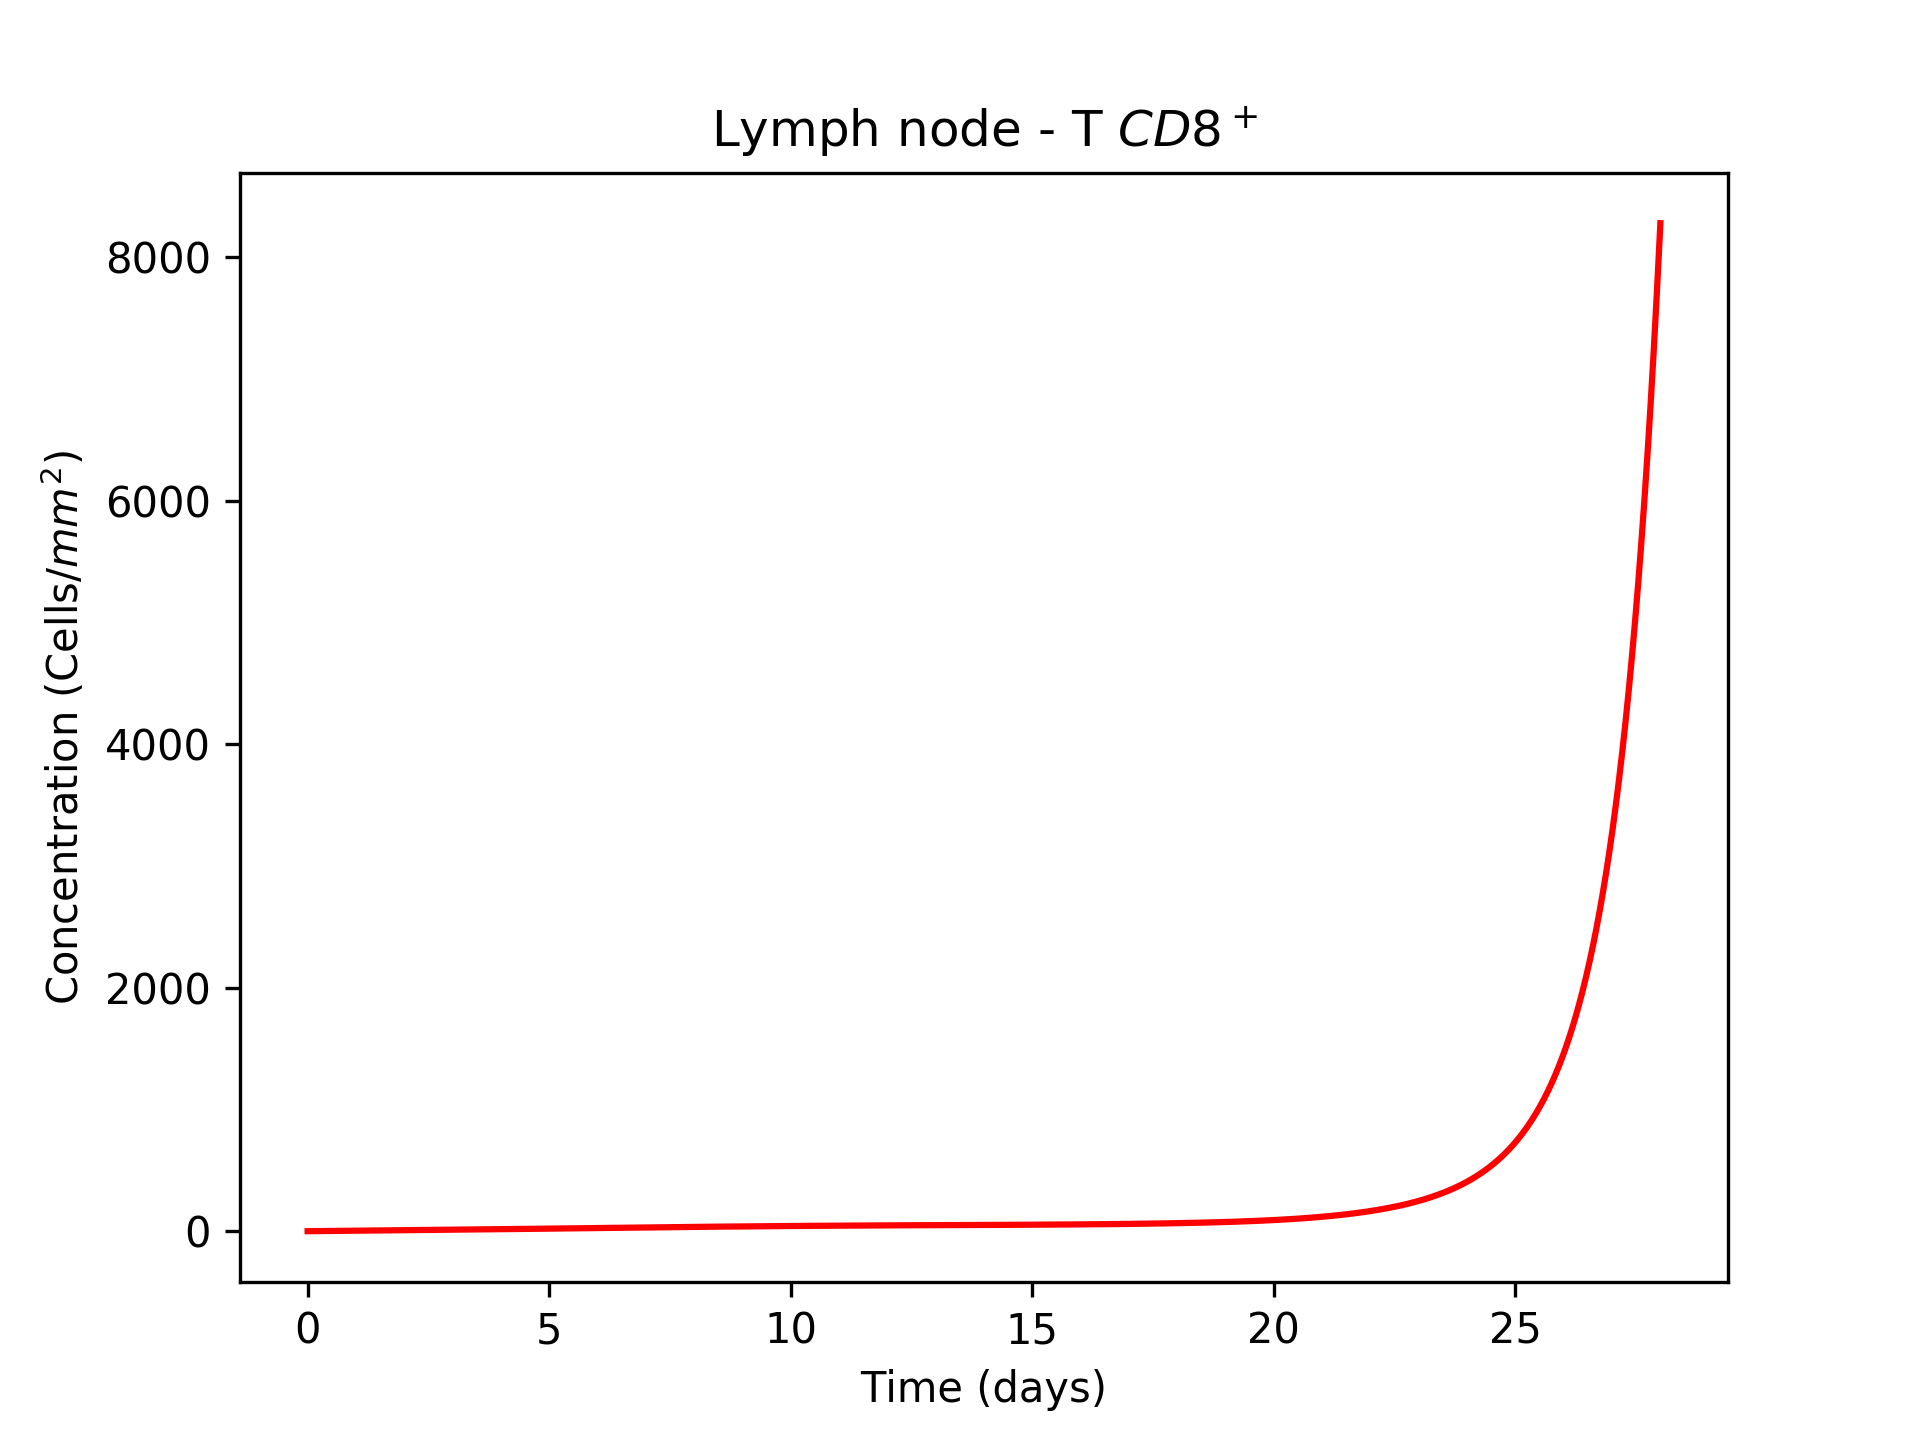 Lymph node - T CD8⁺
Concentration (Cells/mm²)
8000
6000
4000
2000
0
0 5 10 15 20 25
Time (days)